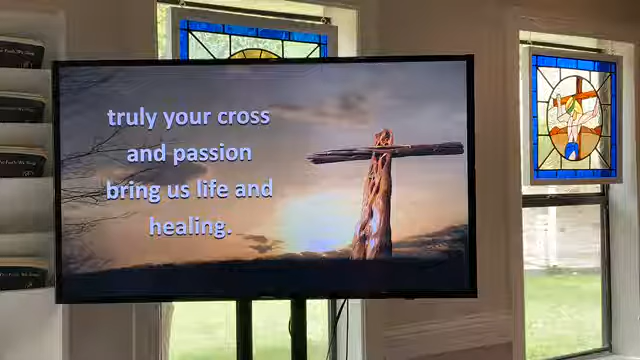 truly your cross
and passion
bring us life and
healing.